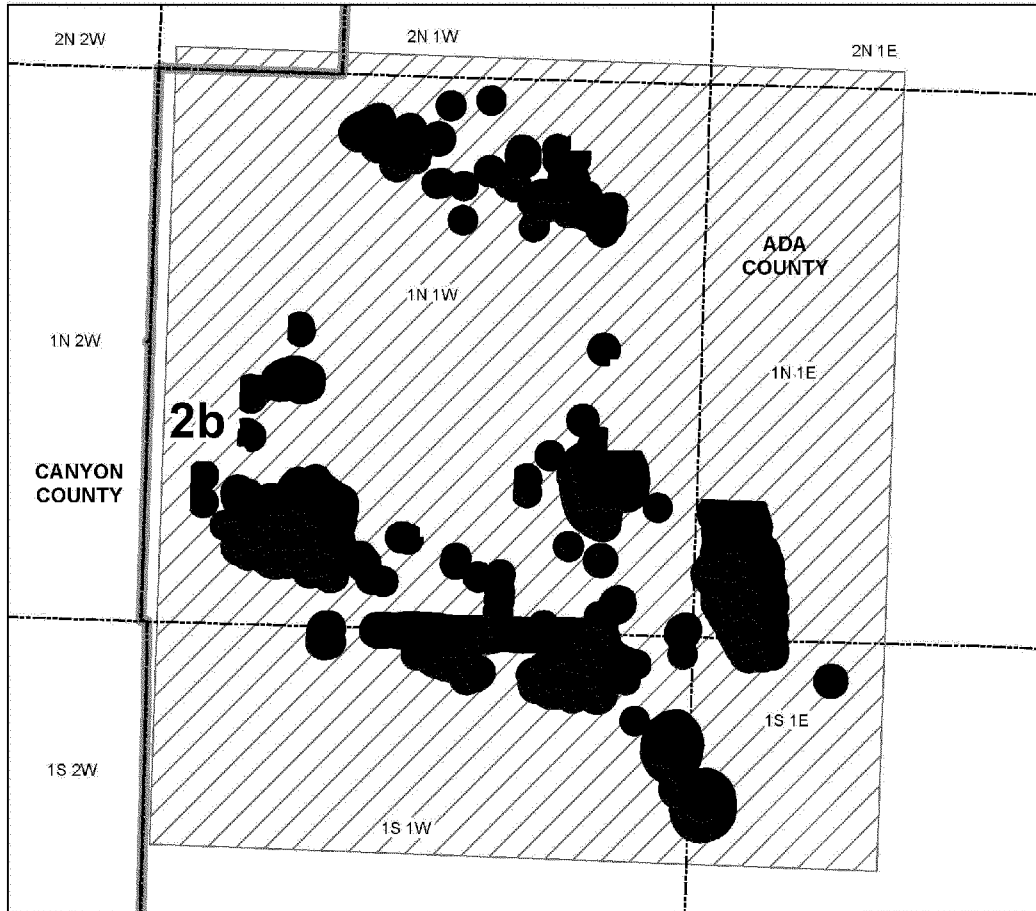 2N 2W
2N 1W
2N 1E
ADA
COUNTY
1N 1W
1N 2W
1N 1E
2b
CANYON
COUNTY
1S 1E
1S 2W
1S 1W